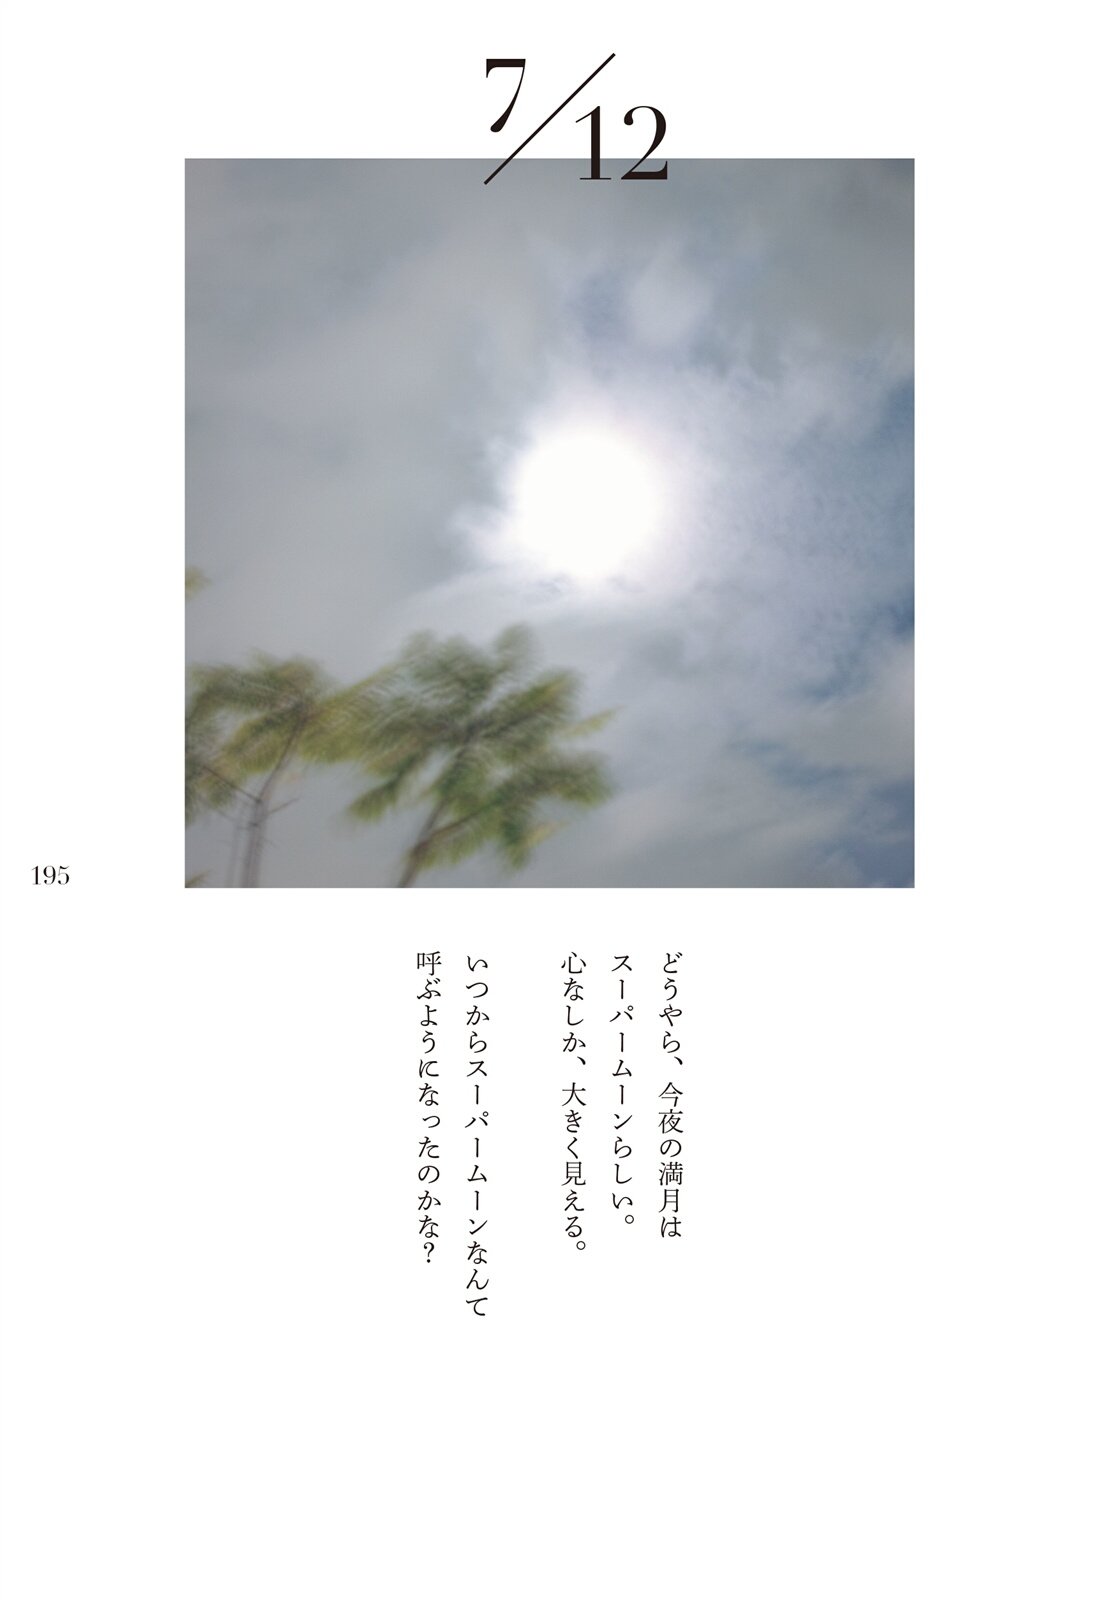 7/12
どうやら、今夜の満月は
スーパームーンらしい。
心なしか、大きく見える。
いつからスーパームーンなんて
呼ぶようになったのかな？
195